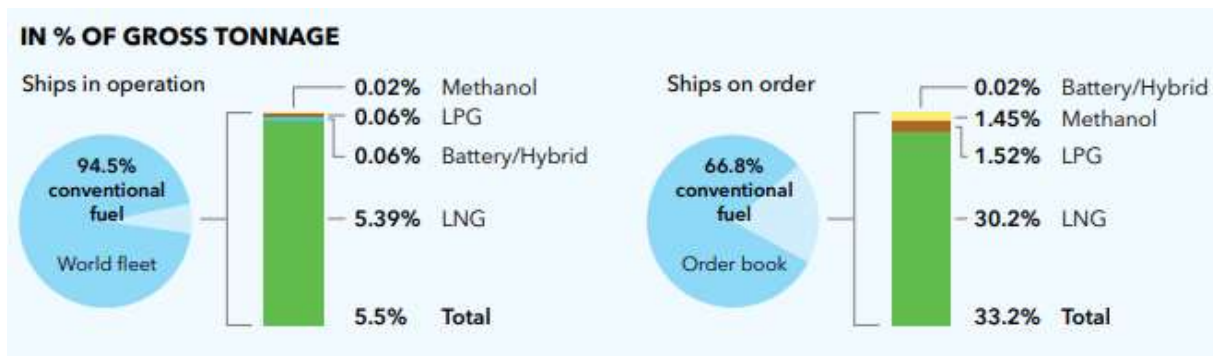 IN % OF GROSS TONNAGE
Ships in operation
94.5%
conventional
fuel
World fleet
0.02% Methanol
0.06% LPG
0.06% Battery/Hybrid
5.39% LNG
5.5% Total
Ships on order
66.8%
conventional
fuel
Order book
0.02% Battery/Hybrid
1.45% Methanol
1.52% LPG
30.2% LNG
33.2% Total